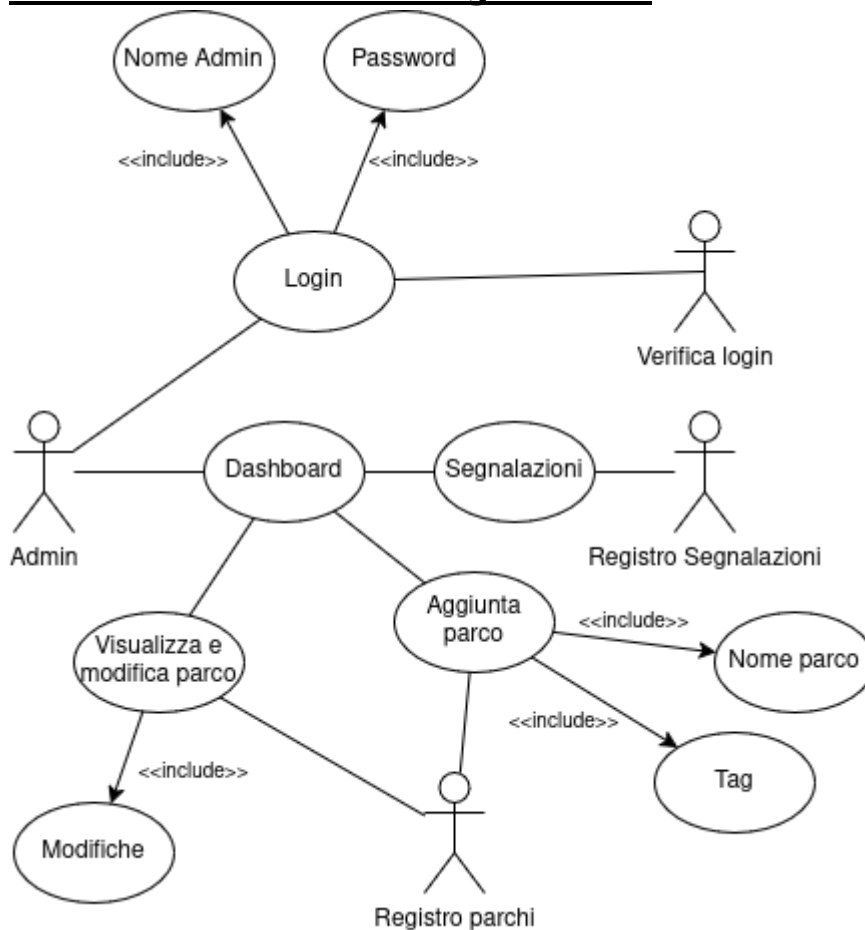 Nome Admin
Password
<<include>>
<<include>>
Login
Verifica login
Dashboard
Segnalazioni
Admin
Registro Segnalazioni
Aggiunta
parco
<<include>>
Visualizza e
modifica parco
Nome parco
<<include>>
<<include>>
Tag
Modifiche
Registro parchi